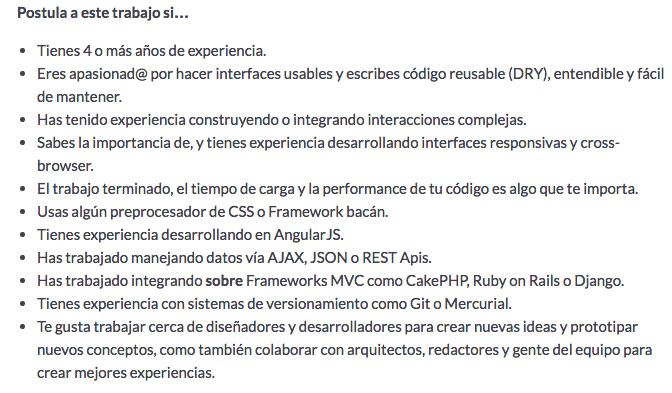 Postula a este trabajo si...
• Tienes 4 o más años de experiencia.
• Eres apasionad@ por hacer interfaces usables y escribes código reusable (DRY), entendible y fácil
de mantener.
• Has tenido experiencia construyendo o integrando interacciones complejas.
• Sabes la importancia de, y tienes experiencia desarrollando interfaces responsivas y cross-
browser.
• El trabajo terminado, el tiempo de carga y la performance de tu código es algo que te importa.
• Usas algún preprocesador de CSS o Framework bacán.
• Tienes experiencia desarrollando en AngularJS.
• Has trabajado manejando datos vía AJAX, JSON o REST Apis.
• Has trabajado integrando sobre Frameworks MVC como CakePHP, Ruby on Rails o Django.
• Tienes experiencia con sistemas de versionamiento como Git o Mercurial.
• Te gusta trabajar cerca de diseñadores y desarrolladores para crear nuevas ideas y prototipar
nuevos conceptos, como también colaborar con arquitectos, redactores y gente del equipo para
crear mejores experiencias.